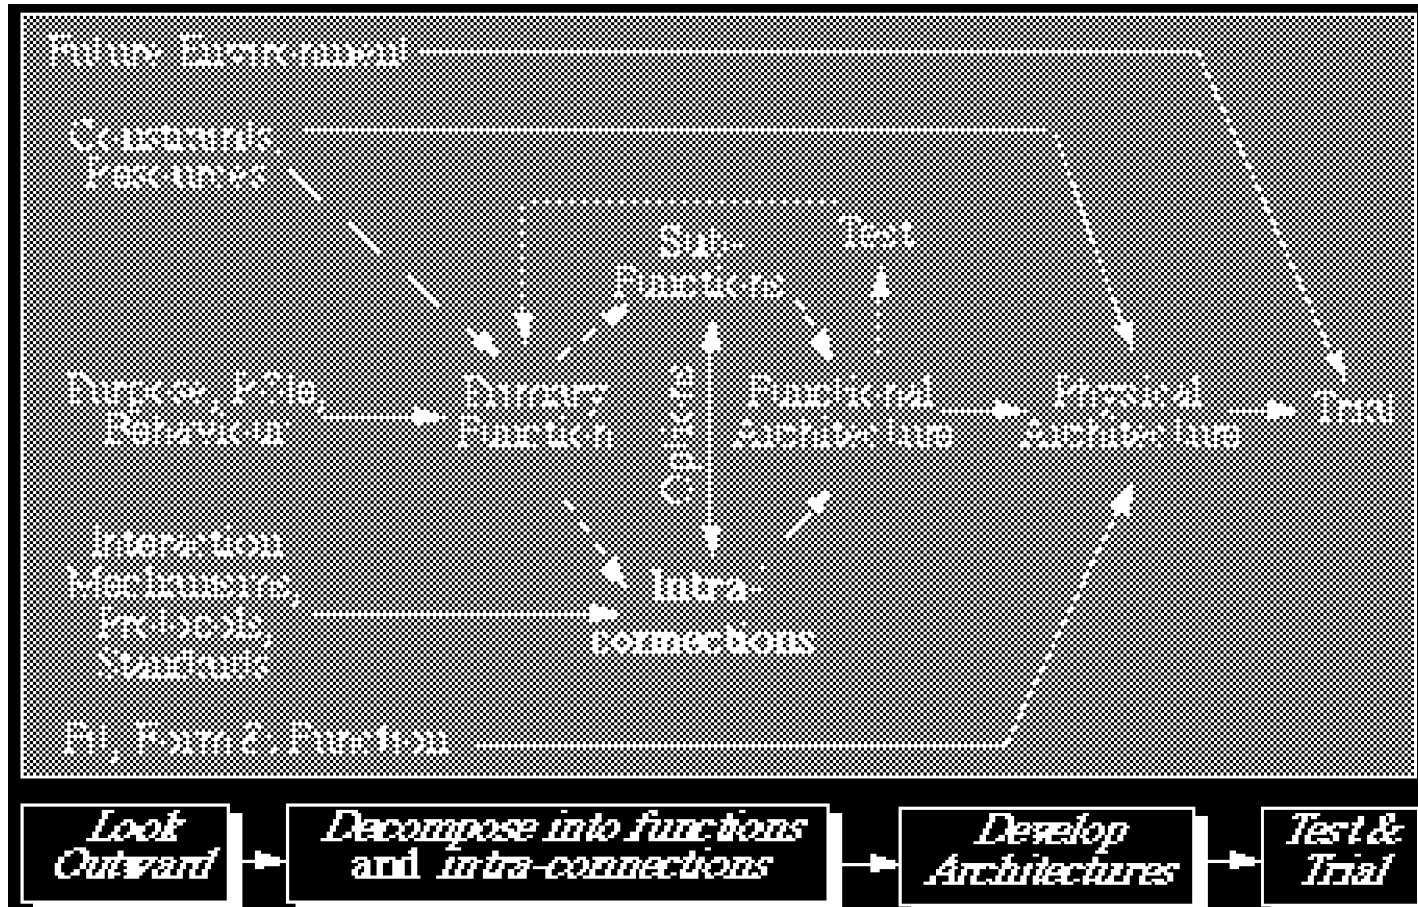 Future Environment
Constraints,
Resources
Test
Sub-
Functions
Purpose, Role,
Behaviour
Primary
Function
Functional
Architecture
Physical
Architecture
Trial
Interaction
Mechanisms,
Protocols,
Standards
Intra-
connections
Fit, Form & Function
Look
Outward
Decompose into functions
and intra-connections
Develop
Architectures
Test &
Trial